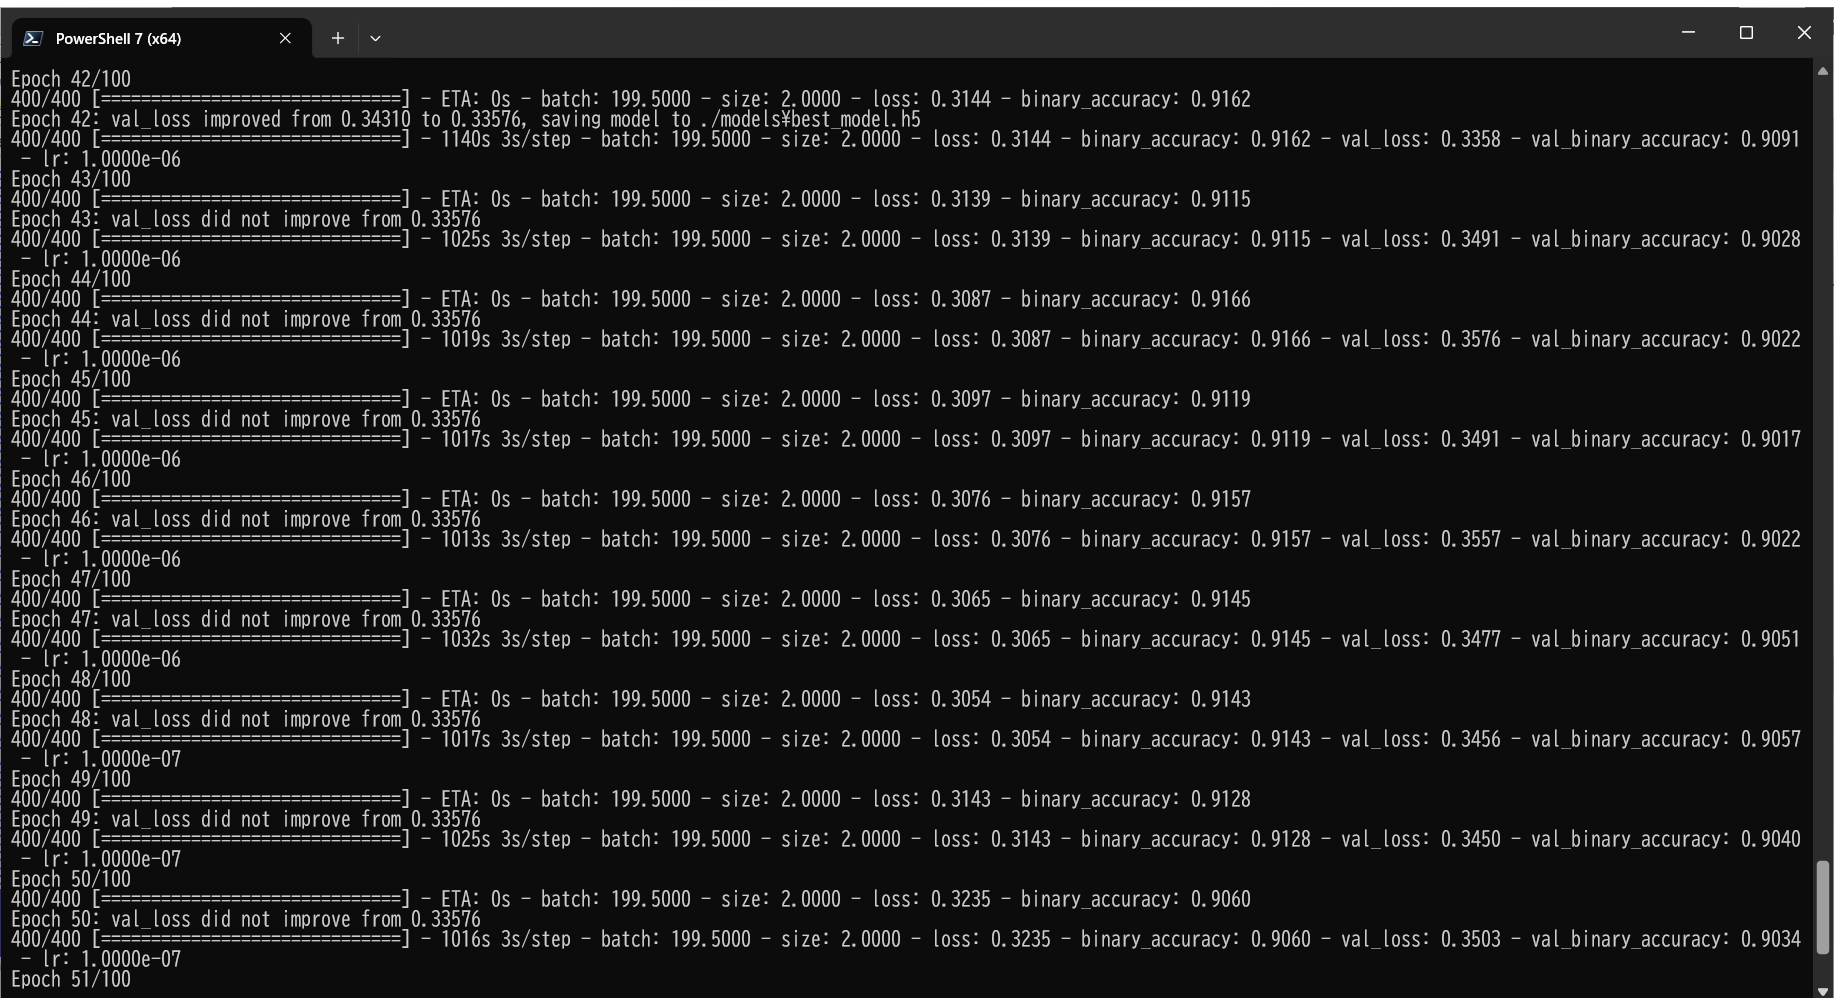 PowerShell 7 (x64)
Epoch 42/100
400/400 [==============================] - ETA: 0s - batch: 199.5000 - size: 2.0000 - loss: 0.3144 - binary_accuracy: 0.9162
Epoch 42: val_loss improved from 0.34310 to 0.33576, saving model to ./models¥best_model.h5
400/400 [==============================] - 1140s 3s/step - batch: 199.5000 - size: 2.0000 - loss: 0.3144 - binary_accuracy: 0.9162 - val_loss: 0.3358 - val_binary_accuracy: 0.9091
 - lr: 1.0000e-06
Epoch 43/100
400/400 [==============================] - ETA: 0s - batch: 199.5000 - size: 2.0000 - loss: 0.3139 - binary_accuracy: 0.9115
Epoch 43: val_loss did not improve from 0.33576
400/400 [==============================] - 1025s 3s/step - batch: 199.5000 - size: 2.0000 - loss: 0.3139 - binary_accuracy: 0.9115 - val_loss: 0.3491 - val_binary_accuracy: 0.9028
 - lr: 1.0000e-06
Epoch 44/100
400/400 [==============================] - ETA: 0s - batch: 199.5000 - size: 2.0000 - loss: 0.3087 - binary_accuracy: 0.9166
Epoch 44: val_loss did not improve from 0.33576
400/400 [==============================] - 1019s 3s/step - batch: 199.5000 - size: 2.0000 - loss: 0.3087 - binary_accuracy: 0.9166 - val_loss: 0.3576 - val_binary_accuracy: 0.9022
 - lr: 1.0000e-06
Epoch 45/100
400/400 [==============================] - ETA: 0s - batch: 199.5000 - size: 2.0000 - loss: 0.3097 - binary_accuracy: 0.9119
Epoch 45: val_loss did not improve from 0.33576
400/400 [==============================] - 1017s 3s/step - batch: 199.5000 - size: 2.0000 - loss: 0.3097 - binary_accuracy: 0.9119 - val_loss: 0.3491 - val_binary_accuracy: 0.9017
 - lr: 1.0000e-06
Epoch 46/100
400/400 [==============================] - ETA: 0s - batch: 199.5000 - size: 2.0000 - loss: 0.3076 - binary_accuracy: 0.9157
Epoch 46: val_loss did not improve from 0.33576
400/400 [==============================] - 1013s 3s/step - batch: 199.5000 - size: 2.0000 - loss: 0.3076 - binary_accuracy: 0.9157 - val_loss: 0.3557 - val_binary_accuracy: 0.9022
 - lr: 1.0000e-06
Epoch 47/100
400/400 [==============================] - ETA: 0s - batch: 199.5000 - size: 2.0000 - loss: 0.3065 - binary_accuracy: 0.9145
Epoch 47: val_loss did not improve from 0.33576
400/400 [==============================] - 1032s 3s/step - batch: 199.5000 - size: 2.0000 - loss: 0.3065 - binary_accuracy: 0.9145 - val_loss: 0.3477 - val_binary_accuracy: 0.9051
 - lr: 1.0000e-06
Epoch 48/100
400/400 [==============================] - ETA: 0s - batch: 199.5000 - size: 2.0000 - loss: 0.3054 - binary_accuracy: 0.9143
Epoch 48: val_loss did not improve from 0.33576
400/400 [==============================] - 1017s 3s/step - batch: 199.5000 - size: 2.0000 - loss: 0.3054 - binary_accuracy: 0.9143 - val_loss: 0.3456 - val_binary_accuracy: 0.9057
 - lr: 1.0000e-07
Epoch 49/100
400/400 [==============================] - ETA: 0s - batch: 199.5000 - size: 2.0000 - loss: 0.3143 - binary_accuracy: 0.9128
Epoch 49: val_loss did not improve from 0.33576
400/400 [==============================] - 1025s 3s/step - batch: 199.5000 - size: 2.0000 - loss: 0.3143 - binary_accuracy: 0.9128 - val_loss: 0.3450 - val_binary_accuracy: 0.9040
 - lr: 1.0000e-07
Epoch 50/100
400/400 [==============================] - ETA: 0s - batch: 199.5000 - size: 2.0000 - loss: 0.3235 - binary_accuracy: 0.9060
Epoch 50: val_loss did not improve from 0.33576
400/400 [==============================] - 1016s 3s/step - batch: 199.5000 - size: 2.0000 - loss: 0.3235 - binary_accuracy: 0.9060 - val_loss: 0.3503 - val_binary_accuracy: 0.9034
 - lr: 1.0000e-07
Epoch 51/100